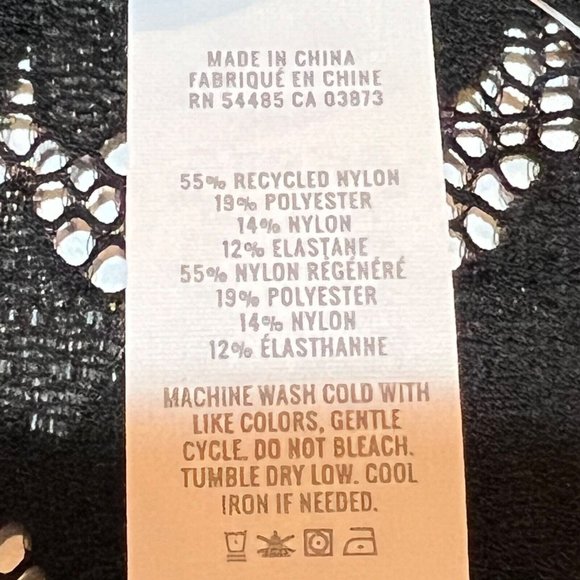 MADE IN CHINA
FABRIQUÉ EN CHINE
RN 54485 CA 03873
55% RECYCLED NYLON
19% POLYESTER
14% NYLON
12% ELASTANE
55% NYLON RÉGÉNÉRÉ
19% POLYESTER
14% NYLON
12% ÉLASTHANNE
MACHINE WASH COLD WITH
LIKE COLORS, GENTLE
CYCLE. DO NOT BLEACH.
TUMBLE DRY LOW. COOL
IRON IF NEEDED.